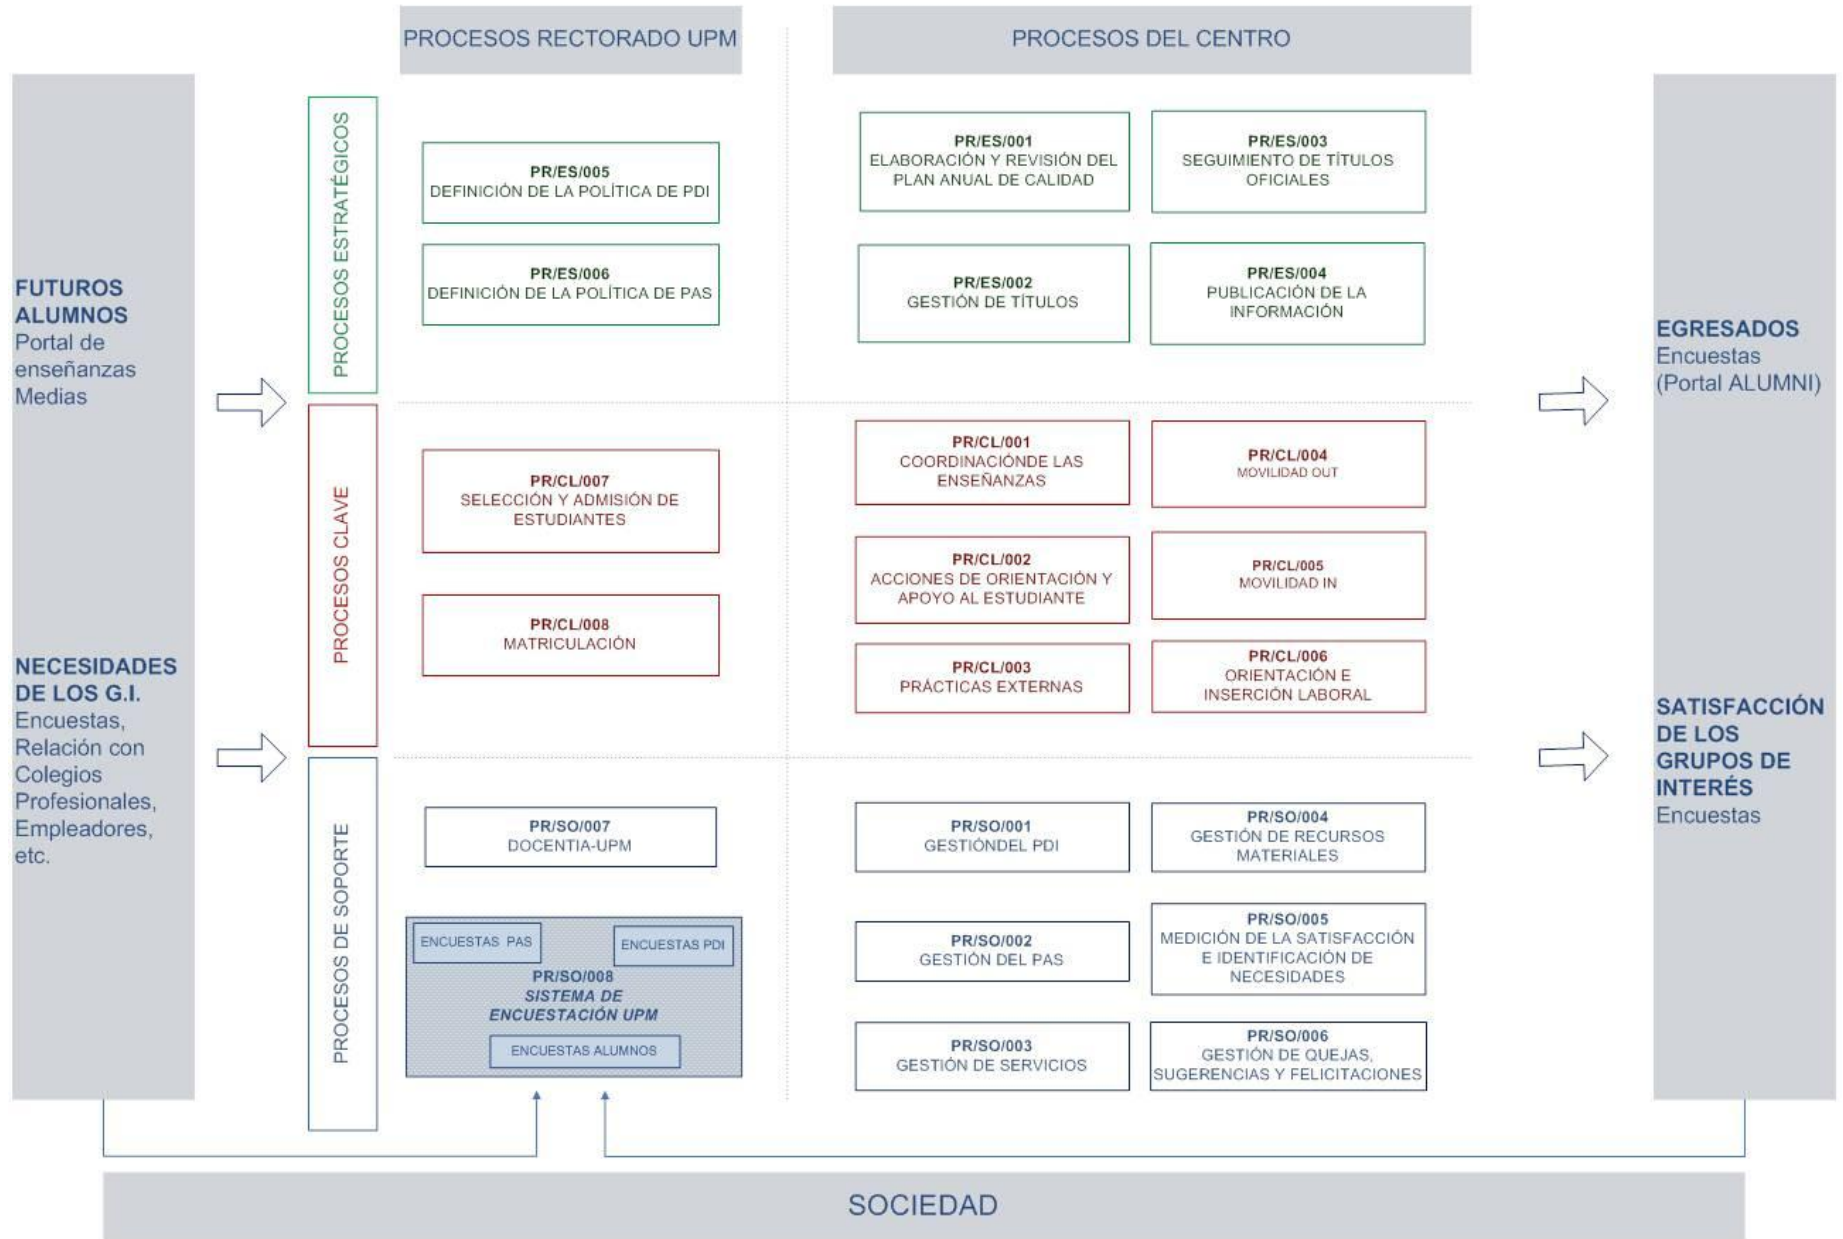 PROCESOS RECTORADO UPM
PROCESOS DEL CENTRO
FUTUROS
ALUMNOS
Portal de
enseñanzas
Medias
NECESIDADES
DE LOS G.I.
Encuestas,
Relación con
Colegios
Profesionales,
Empleadores,
etc.
PROCESOS ESTRATÉGICOS
PR/ES/005
DEFINICIÓN DE LA POLÍTICA DE PDI
PR/ES/006
DEFINICIÓN DE LA POLÍTICA DE PAS
PR/ES/001
ELABORACIÓN Y REVISIÓN DEL
PLAN ANUAL DE CALIDAD
PR/ES/003
SEGUIMIENTO DE TÍTULOS
OFICIALES
PR/ES/002
GESTIÓN DE TÍTULOS
PR/ES/004
PUBLICACIÓN DE LA
INFORMACIÓN
PROCESOS CLAVE
PR/CL/007
SELECCIÓN Y ADMISIÓN DE
ESTUDIANTES
PR/CL/008
MATRICULACIÓN
PR/CL/001
COORDINACIÓNDE LAS
ENSEÑANZAS
PR/CL/004
MOVILIDAD OUT
PR/CL/002
ACCIONES DE ORIENTACIÓN Y
APOYO AL ESTUDIANTE
PR/CL/005
MOVILIDAD IN
PR/CL/003
PRÁCTICAS EXTERNAS
PR/CL/006
ORIENTACIÓN E
INSERCIÓN LABORAL
PROCESOS DE SOPORTE
PR/SO/007
DOCENTIA-UPM
ENCUESTAS PAS
ENCUESTAS PDI
PR/SO/008
SISTEMA DE
ENCUESTACIÓN UPM
ENCUESTAS ALUMNOS
PR/SO/001
GESTIÓNDEL PDI
PR/SO/004
GESTIÓN DE RECURSOS
MATERIALES
PR/SO/002
GESTIÓN DEL PAS
PR/SO/005
MEDICIÓN DE LA SATISFACCIÓN
E IDENTIFICACIÓN DE
NECESIDADES
PR/SO/003
GESTIÓN DE SERVICIOS
PR/SO/006
GESTIÓN DE QUEJAS,
SUGERENCIAS Y FELICITACIONES
EGRESADOS
Encuestas
(Portal ALUMNI)
SATISFACCIÓN
DE LOS
GRUPOS DE
INTERÉS
Encuestas
SOCIEDAD